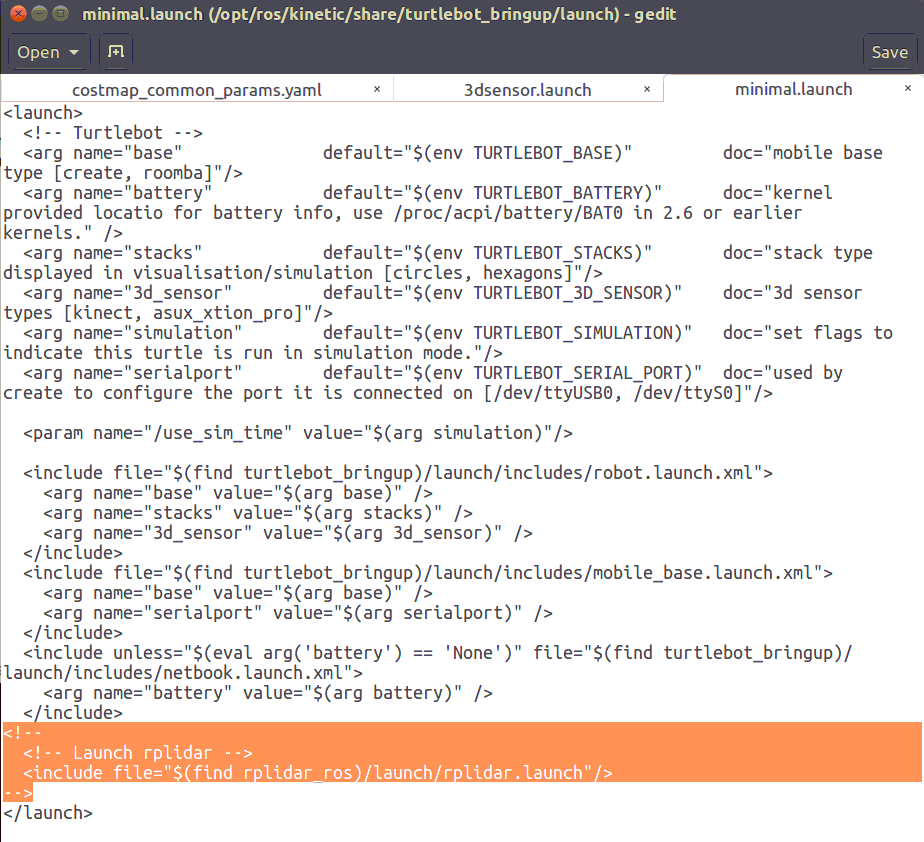 minimal.launch (/opt/ros/kinetic/share/turtlebot_bringup/launch) - gedit
Open Save
costmap_common_params.yaml × 3dsensor.launch × minimal.launch ×
<launch>
  <!-- Turtlebot -->
  <arg name="base"              default="$(env TURTLEBOT_BASE)"         doc="mobile base
type [create, roomba]"/>
  <arg name="battery"           default="$(env TURTLEBOT_BATTERY)"      doc="kernel
provided locatio for battery info, use /proc/acpi/battery/BAT0 in 2.6 or earlier
kernels." />
  <arg name="stacks"            default="$(env TURTLEBOT_STACKS)"       doc="stack type
displayed in visualisation/simulation [circles, hexagons]"/>
  <arg name="3d_sensor"         default="$(env TURTLEBOT_3D_SENSOR)"    doc="3d sensor
types [kinect, asux_xtion_pro]"/>
  <arg name="simulation"        default="$(env TURTLEBOT_SIMULATION)"   doc="set flags to
indicate this turtle is run in simulation mode."/>
  <arg name="serialport"        default="$(env TURTLEBOT_SERIAL_PORT)"  doc="used by
create to configure the port it is connected on [/dev/ttyUSB0, /dev/ttyS0]"/>
  <param name="/use_sim_time" value="$(arg simulation)"/>
  <include file="$(find turtlebot_bringup)/launch/includes/robot.launch.xml">
    <arg name="base" value="$(arg base)" />
    <arg name="stacks" value="$(arg stacks)" />
    <arg name="3d_sensor" value="$(arg 3d_sensor)" />
  </include>
  <include file="$(find turtlebot_bringup)/launch/includes/mobile_base.launch.xml">
    <arg name="base" value="$(arg base)" />
    <arg name="serialport" value="$(arg serialport)" />
  </include>
  <include unless="$(eval arg('battery') == 'None')" file="$(find turtlebot_bringup)/
launch/includes/netbook.launch.xml">
    <arg name="battery" value="$(arg battery)" />
  </include>
<!--
  <!-- Launch rplidar -->
  <include file="$(find rplidar_ros)/launch/rplidar.launch"/>
-->
</launch>